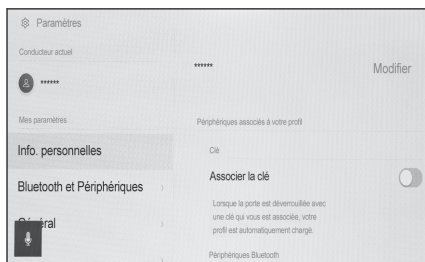 Paramètres
Conducteur actuel
******
Mes paramètres
Info. personnelles
Bluetooth et Périphériques
Général
******
Modifier
Périphériques associés à votre profil
Clé
Associer la clé
Lorsque la porte est déverrouillée avec
une clé qui vous est associée, votre
profil est automatiquement chargé.
Périphériques Bluetooth